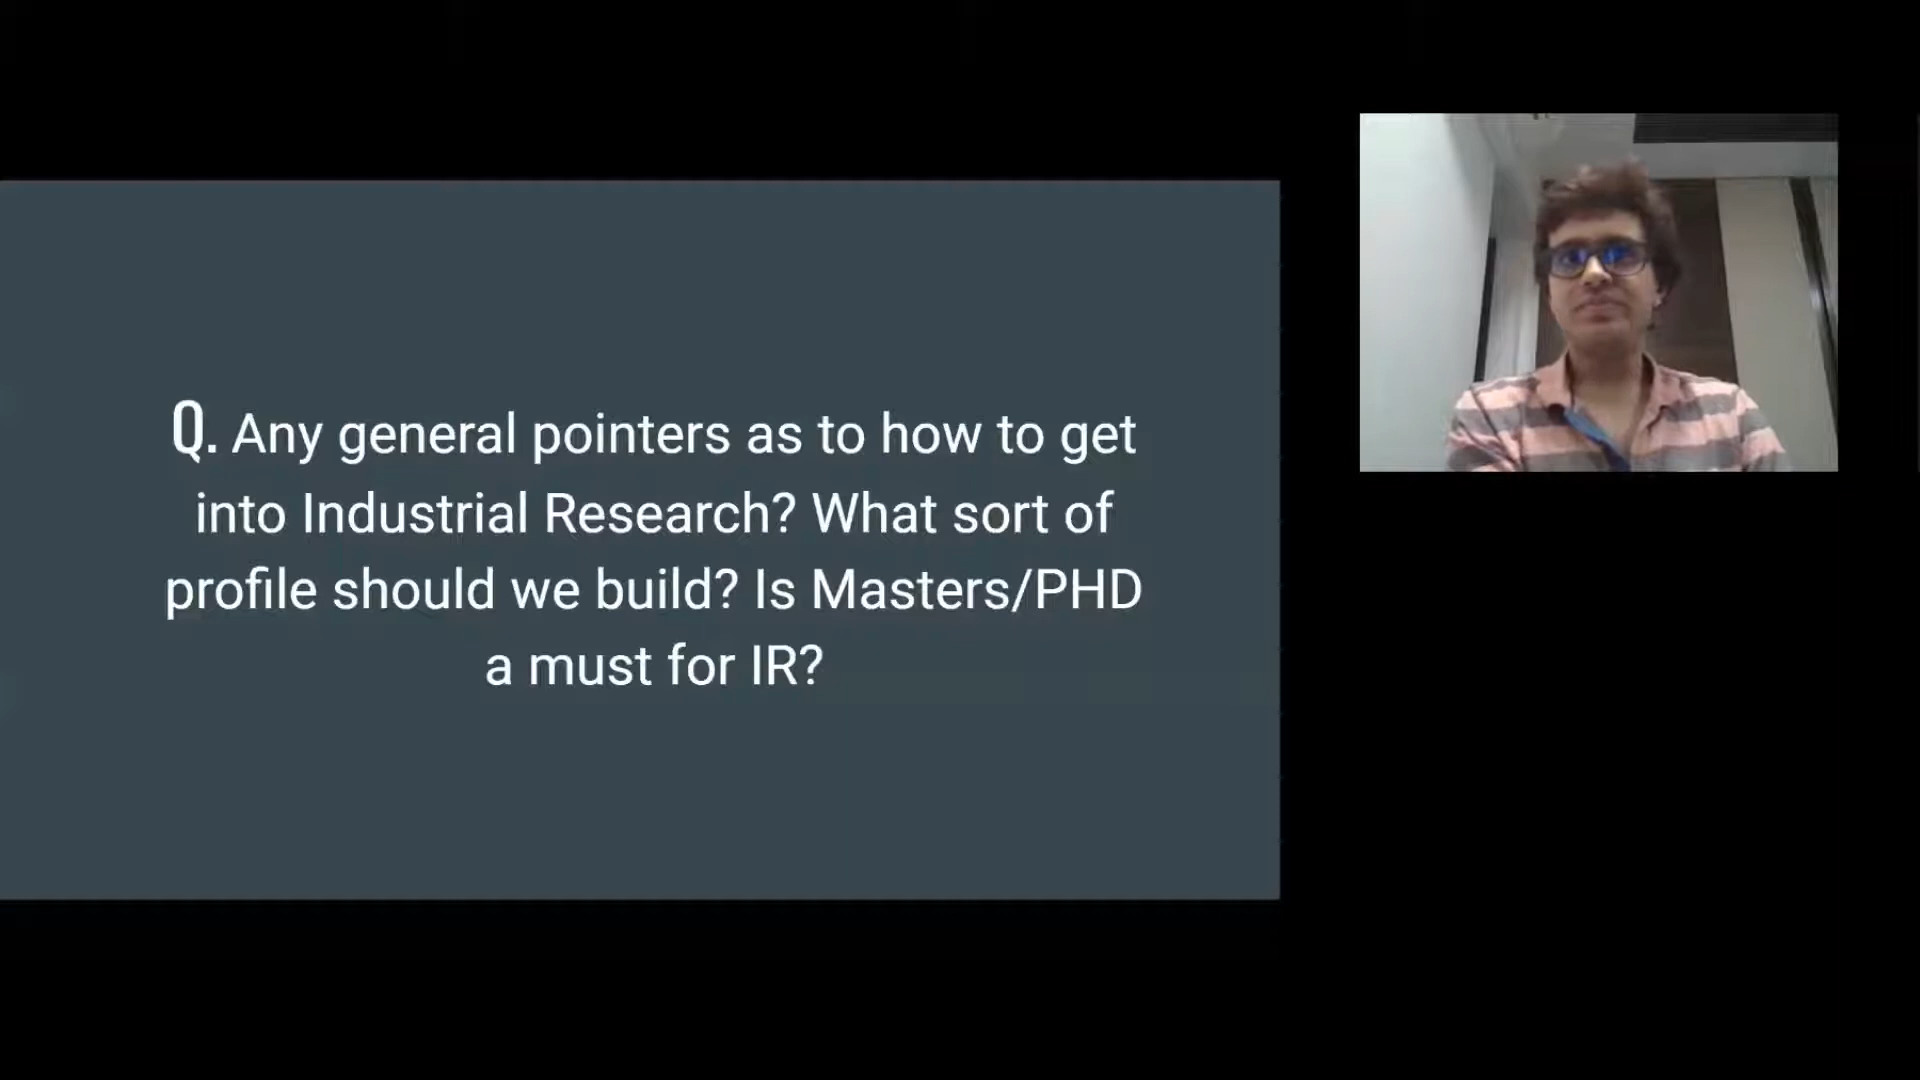 Q. Any general pointers as to how to get
into Industrial Research? What sort of
profile should we build? Is Masters/PHD
a must for IR?